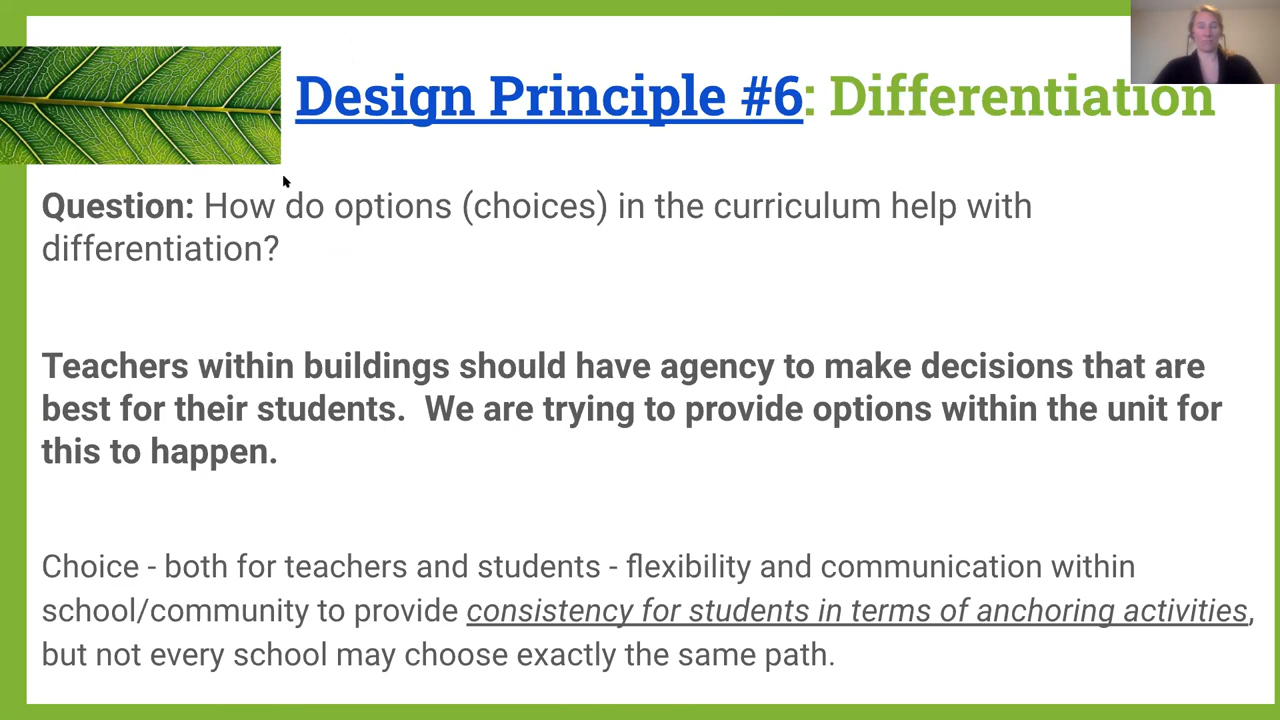 Design Principle #6: Differentiation
Question: How do options (choices) in the curriculum help with
differentiation?
Teachers within buildings should have agency to make decisions that are
best for their students.  We are trying to provide options within the unit for
this to happen.
Choice - both for teachers and students - flexibility and communication within
school/community to provide consistency for students in terms of anchoring activities,
but not every school may choose exactly the same path.